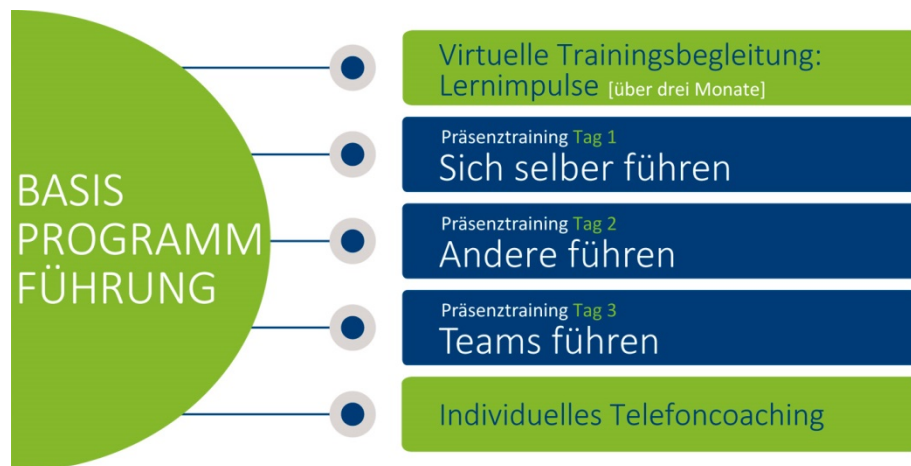 BASIS
PROGRAMM
FÜHRUNG
Virtuelle Trainingsbegleitung:
Lernimpulse [über drei Monate]
Präsenztraining Tag 1
Sich selber führen
Präsenztraining Tag 2
Andere führen
Präsenztraining Tag 3
Teams führen
Individuelles Telefoncoaching